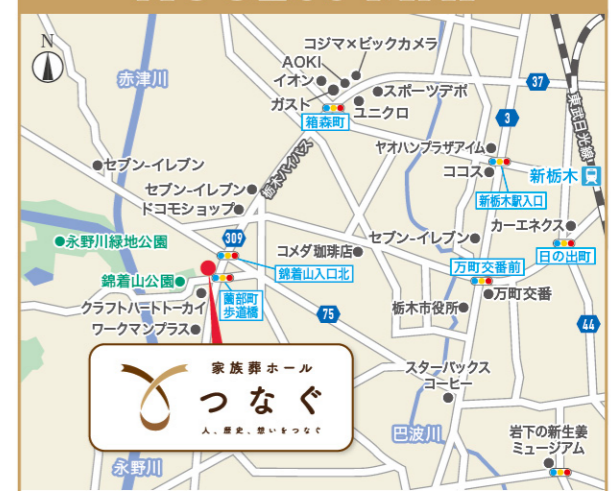 N
赤津川
コジマ×ビックカメラ
AOKI
イオン
ガスト
スポーツデポ
ユニクロ
箱森町
37
3
東武日光線
ヤオハンプラザアイム
ココス
新栃木
新栃木駅入口
栃木バイパス
セブン-イレブン
セブン-イレブン
ドコモショップ
永野川緑地公園
309
コメダ珈琲店
セブン-イレブン
カーエネクス
日の出町
錦着山入口北
万町交番前
錦着山公園
薗部町
歩道橋
万町交番
クラフトハートトーカイ
ワークマンプラス
75
栃木市役所
44
スターバックス
コーヒー
家族葬ホール
つなぐ
人、歴史、想いをつなぐ
巴波川
岩下の新生姜
ミュージアム
永野川